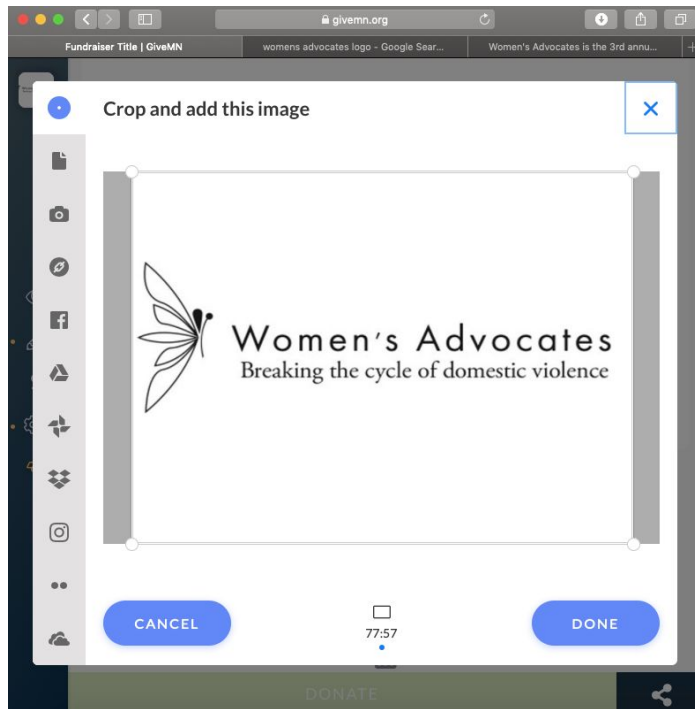 givemn.org
Fundraiser Title | GiveMN
womens advocates logo - Google Sear...
Women's Advocates is the 3rd annu...
Crop and add this image
Women's Advocates
Breaking the cycle of domestic violence
CANCEL
77:57
DONE
DONATE